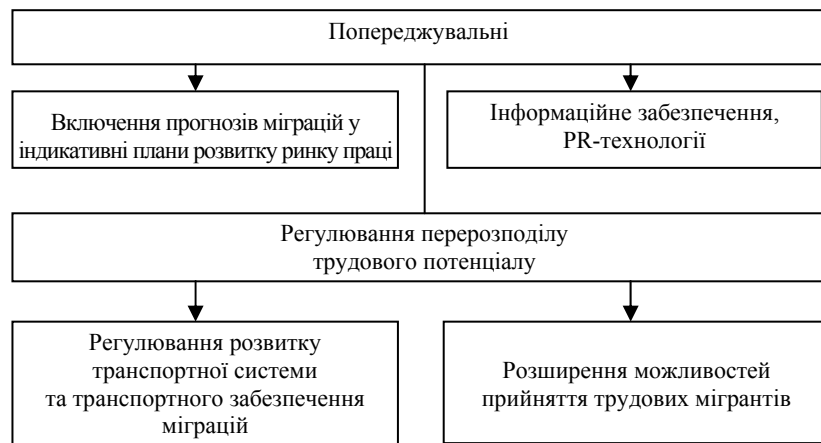 Попереджувальні
Включення прогнозів міграцій у
індикативні плани розвитку ринку праці
Інформаційне забезпечення,
PR-технології
Регулювання перерозподілу
трудового потенціалу
Регулювання розвитку
транспортної системи
та транспортного забезпечення
міграцій
Розширення можливостей
прийняття трудових мігрантів